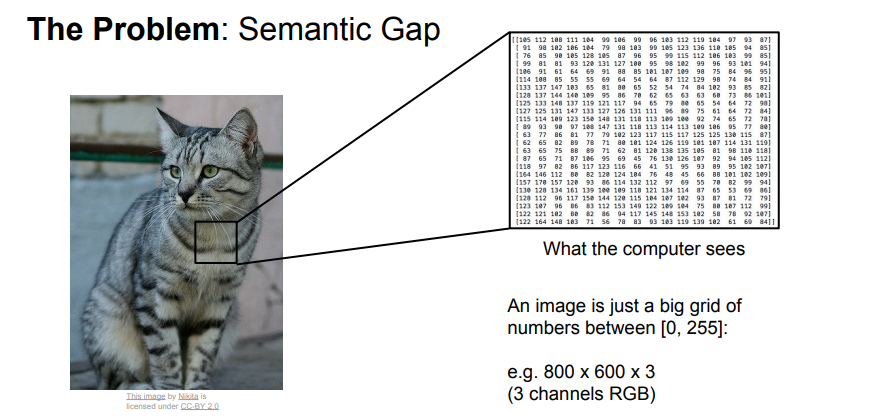 The Problem: Semantic Gap
[[105 112 108 111 104 99 106 99 96 103 112 119 104 97 93 87]
[ 91 98 102 106 104 79 98 103 99 105 123 136 110 105 94 85]
[ 76 85 90 105 128 105 87 96 95 99 115 112 106 103 99 85]
[ 99 81 81 93 120 131 127 100 95 98 102 99 96 93 101 94]
[106 91 61 64 69 91 88 85 101 107 109 98 75 84 96 95]
[114 108 85 55 55 69 64 54 64 87 112 129 98 74 84 91]
[133 137 147 103 65 81 80 65 52 54 74 84 102 93 85 82]
[128 137 144 140 109 95 86 70 62 65 63 63 60 73 86 101]
[125 133 148 137 119 121 117 94 65 79 80 65 54 64 72 98]
[127 125 131 147 133 127 126 131 111 96 89 75 61 64 72 84]
[115 114 109 123 150 148 131 118 113 109 100 92 74 65 72 78]
[ 89 93 90 97 108 147 131 118 113 114 113 109 106 95 77 80]
[ 63 77 86 81 77 79 102 123 117 115 117 125 125 130 115 87]
[ 62 65 82 89 78 71 80 101 124 126 119 101 107 114 131 119]
[ 63 65 75 88 89 71 62 81 120 138 135 105 81 98 110 118]
[ 87 65 71 87 106 95 69 45 76 130 126 107 92 94 105 112]
[118 97 82 86 117 123 116 66 41 51 95 93 89 95 102 107]
[164 146 112 80 82 120 124 104 76 48 45 66 88 101 102 109]
[157 170 157 120 93 86 114 132 112 97 69 55 70 82 99 94]
[130 128 134 161 139 100 109 118 121 134 114 87 65 53 69 86]
[128 112 96 117 150 144 120 115 104 107 102 93 87 81 72 79]
[123 107 96 86 83 112 153 149 122 109 104 75 80 107 112 99]
[122 121 102 80 82 86 94 117 145 148 153 102 58 78 92 107]
[122 164 148 103 71 56 78 83 93 103 119 139 102 61 69 84]]
What the computer sees
An image is just a big grid of
numbers between [0, 255]:
e.g. 800 x 600 x 3
(3 channels RGB)
This image by Nikita is
licensed under CC-BY 2.0